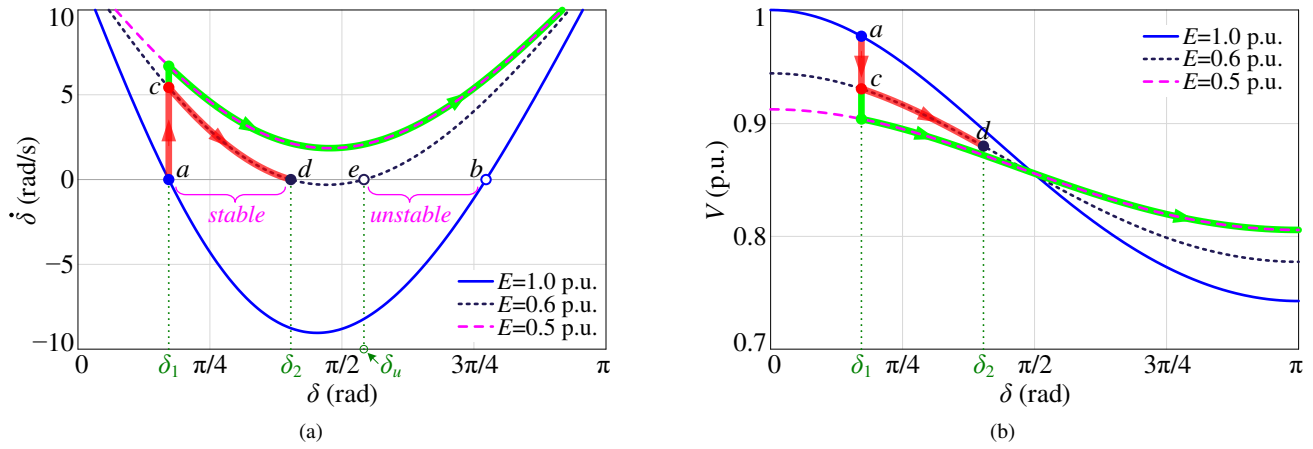 10
5
0
−5
−10
δ̇ (rad/s)
a
b
c
d
e
stable
unstable
E=1.0 p.u.
E=0.6 p.u.
E=0.5 p.u.
0
δ₁
π/4
δ₂
π/2
δᵤ
3π/4
π
δ (rad)
(a)
1
0.9
0.8
0.7
V (p.u.)
a
c
d
E=1.0 p.u.
E=0.6 p.u.
E=0.5 p.u.
0
δ₁
π/4
δ₂
π/2
3π/4
π
δ (rad)
(b)